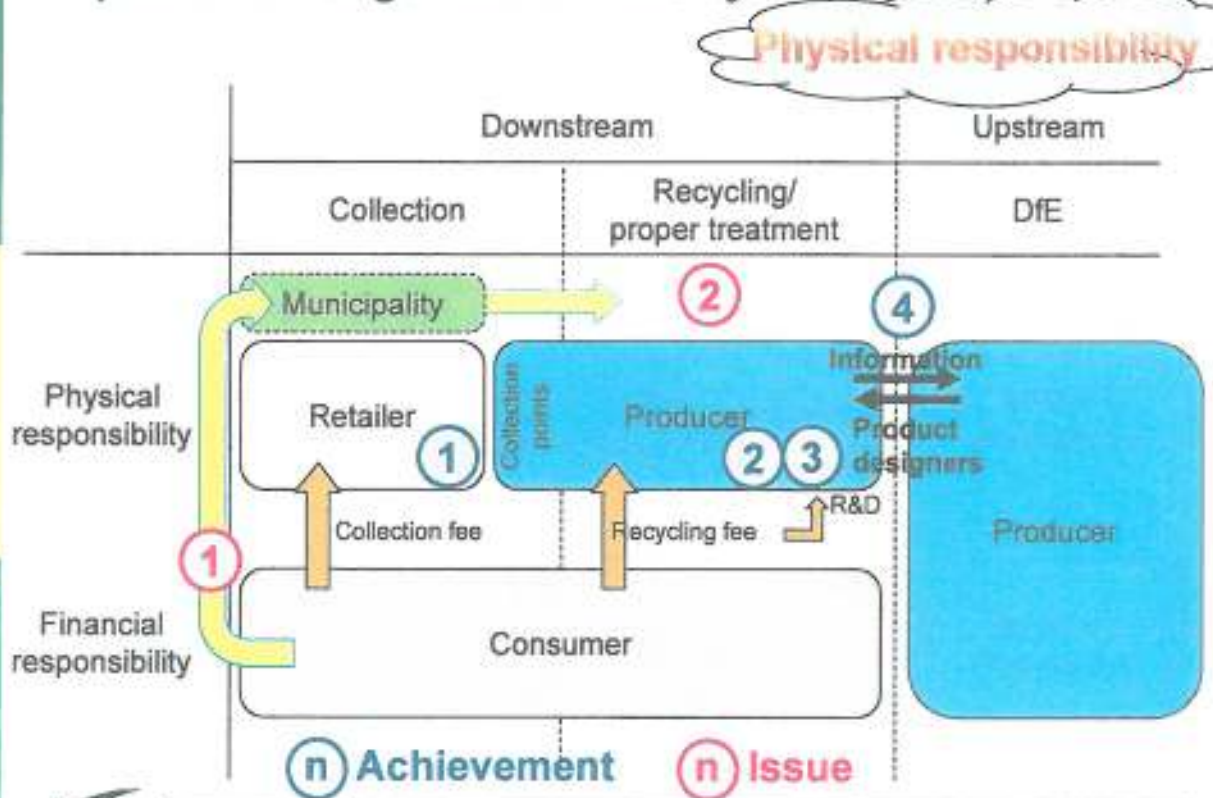 Physical responsibility
Downstream
Upstream
Collection
Recycling/
proper treatment
DfE
Municipality
2
4
Physical
responsibility
Retailer
1
Collection
points
Producer
2
3
Information
Product
designers
Collection fee
Recycling fee
R&D
Producer
1
Financial
responsibility
Consumer
n Achievement
n Issue